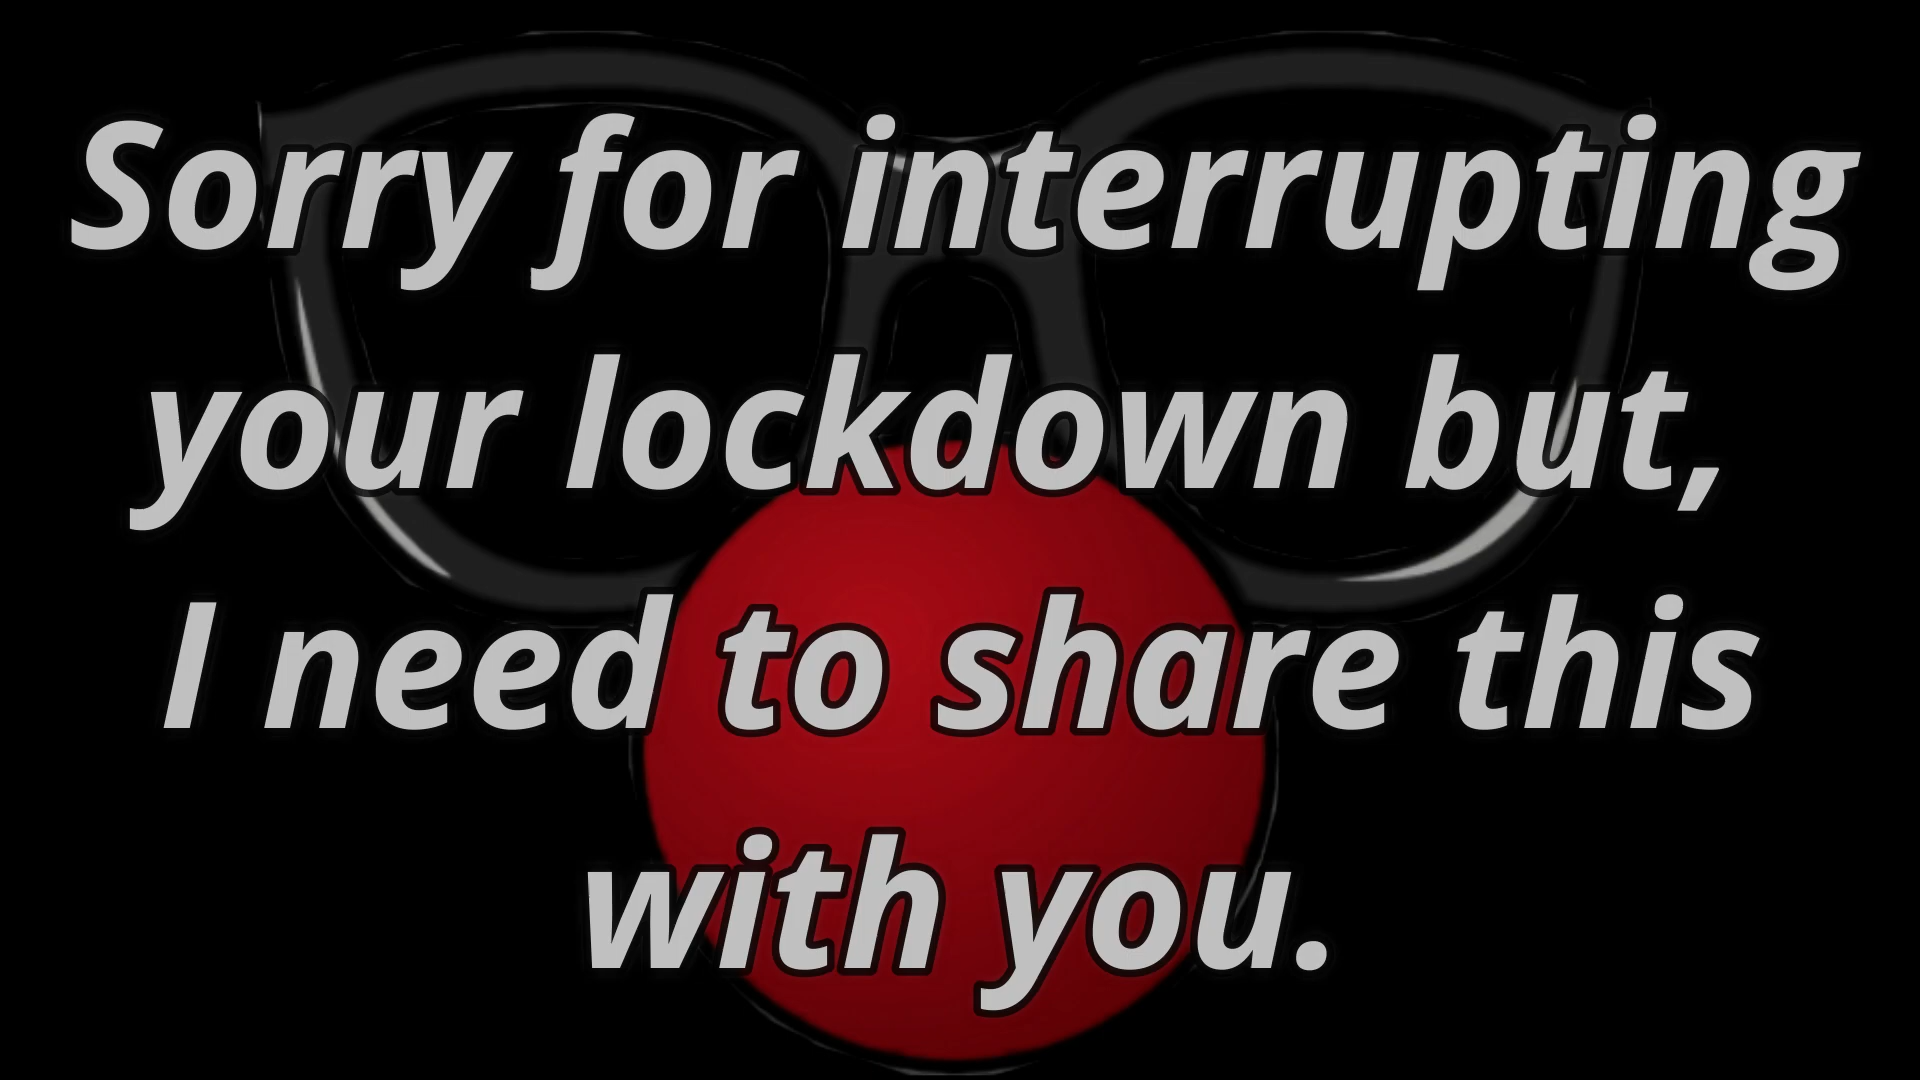 Sorry for interrupting
your lockdown but,
I need to share this
with you.